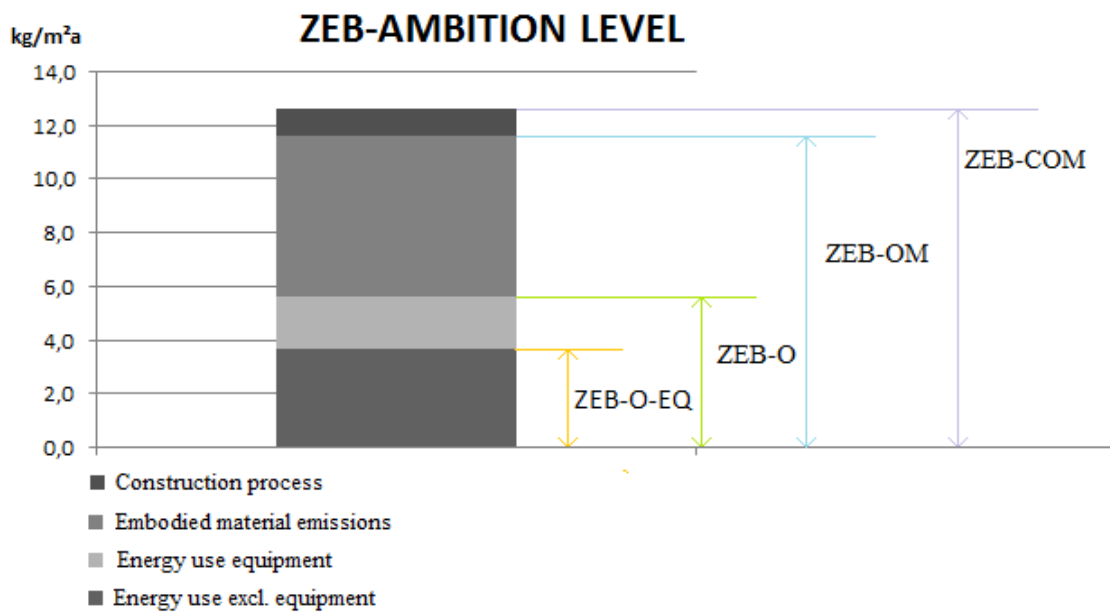 ZEB-AMBITION LEVEL
kg/m²a
14,0
12,0
10,0
8,0
6,0
4,0
2,0
0,0
ZEB-COM
ZEB-OM
ZEB-O
ZEB-O-EQ
Construction process
Embodied material emissions
Energy use equipment
Energy use excl. equipment